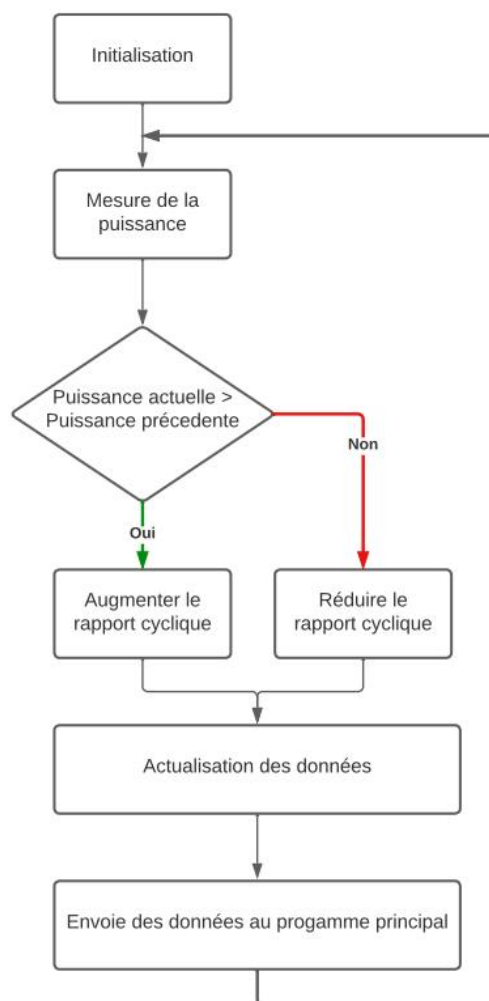 Initialisation
Mesure de la
puissance
Puissance actuelle >
Puissance précedente
Non
Oui
Augmenter le
rapport cyclique
Réduire le
rapport cyclique
Actualisation des données
Envoie des données au progamme principal